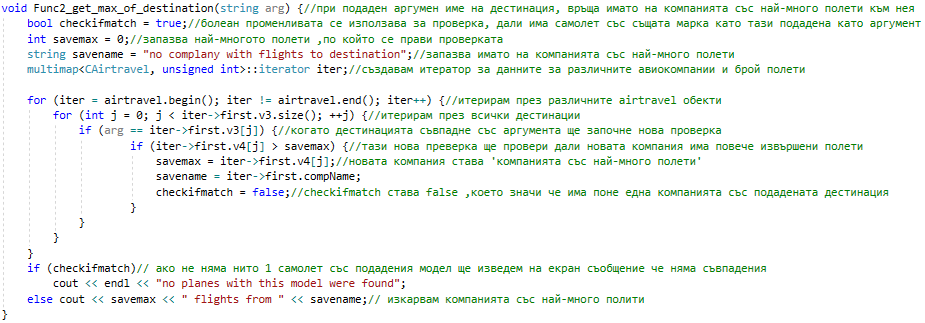 void Func2_get_max_of_destination(string arg) {//при подаден аргумен име на дестинация, връща имато на компанията със най-много полети към нея
bool checkifmatch = true;//болеан променливата се използва за проверка, дали има самолет със същата марка като тази подадена като аргумент
int savemax = 0;//запазва най-многото полети ,по който се прави проверката
string savename = "no complany with flights to destination";//запазва имато на компанията със най-много полети
multimap<CAirtravel, unsigned int>::iterator iter;//създавам итератор за данните за различните авиокомпании и брой полети
for (iter = airtravel.begin(); iter != airtravel.end(); iter++) {//итерирам през различните airtravel обекти
for (int j = 0; j < iter->first.v3.size(); ++j) {//итерирам през всички дестинации
if (arg == iter->first.v3[j]) {//когато дестинацията съвпадне със аргумента ще започне нова проверка
if (iter->first.v4[j] > savemax) {//тази нова преверка ще провери дали новата компания има повече извършени полети
savemax = iter->first.v4[j];//новата компания става 'компанията със най-много полети'
savename = iter->first.compName;
checkifmatch = false;//checkifmatch става false ,което значи че има поне една компанията със подадената дестинация
}
}
}
}
if (checkifmatch)// ако не няма нито 1 самолет със подадения модел ще изведем на екран съобщение че няма съвпадения
cout << endl << "no planes with this model were found";
else cout << savemax << " flights from " << savename;// изкарвам компанията със най-много полити
}